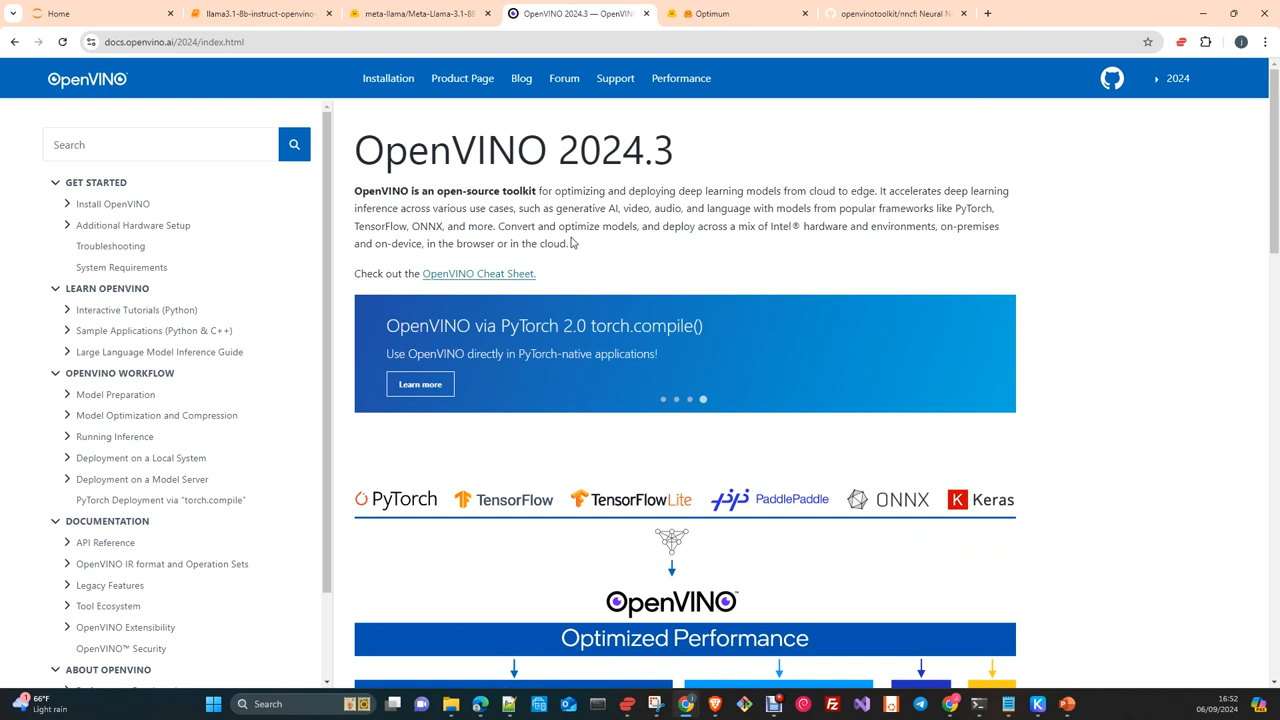 Home
llama3.1-8b-instruct-openvino-
meta-llama/Meta-Llama-3.1-8B
OpenVINO 2024.3 — OpenVI
Optimum
openvinotoolkit/nncf: Neural N
docs.openvino.ai/2024/index.html
OpenVINO
Installation
Product Page
Blog
Forum
Support
Performance
2024
Search
GET STARTED
Install OpenVINO
Additional Hardware Setup
Troubleshooting
System Requirements
LEARN OPENVINO
Interactive Tutorials (Python)
Sample Applications (Python & C++)
Large Language Model Inference Guide
OPENVINO WORKFLOW
Model Preparation
Model Optimization and Compression
Running Inference
Deployment on a Local System
Deployment on a Model Server
PyTorch Deployment via "torch.compile"
DOCUMENTATION
API Reference
OpenVINO IR format and Operation Sets
Legacy Features
Tool Ecosystem
OpenVINO Extensibility
OpenVINO™ Security
ABOUT OPENVINO
OpenVINO 2024.3
OpenVINO is an open-source toolkit for optimizing and deploying deep learning models from cloud to edge. It accelerates deep learning
inference across various use cases, such as generative AI, video, audio, and language with models from popular frameworks like PyTorch,
TensorFlow, ONNX, and more. Convert and optimize models, and deploy across a mix of Intel® hardware and environments, on-premises
and on-device, in the browser or in the cloud.
Check out the OpenVINO Cheat Sheet.
OpenVINO via PyTorch 2.0 torch.compile()
Use OpenVINO directly in PyTorch-native applications!
Learn more
PyTorch
TensorFlow
TensorFlowLite
PaddlePaddle
ONNX
Keras
OpenVINO™
Optimized Performance
66°F
Light rain
Search
16:52
06/09/2024